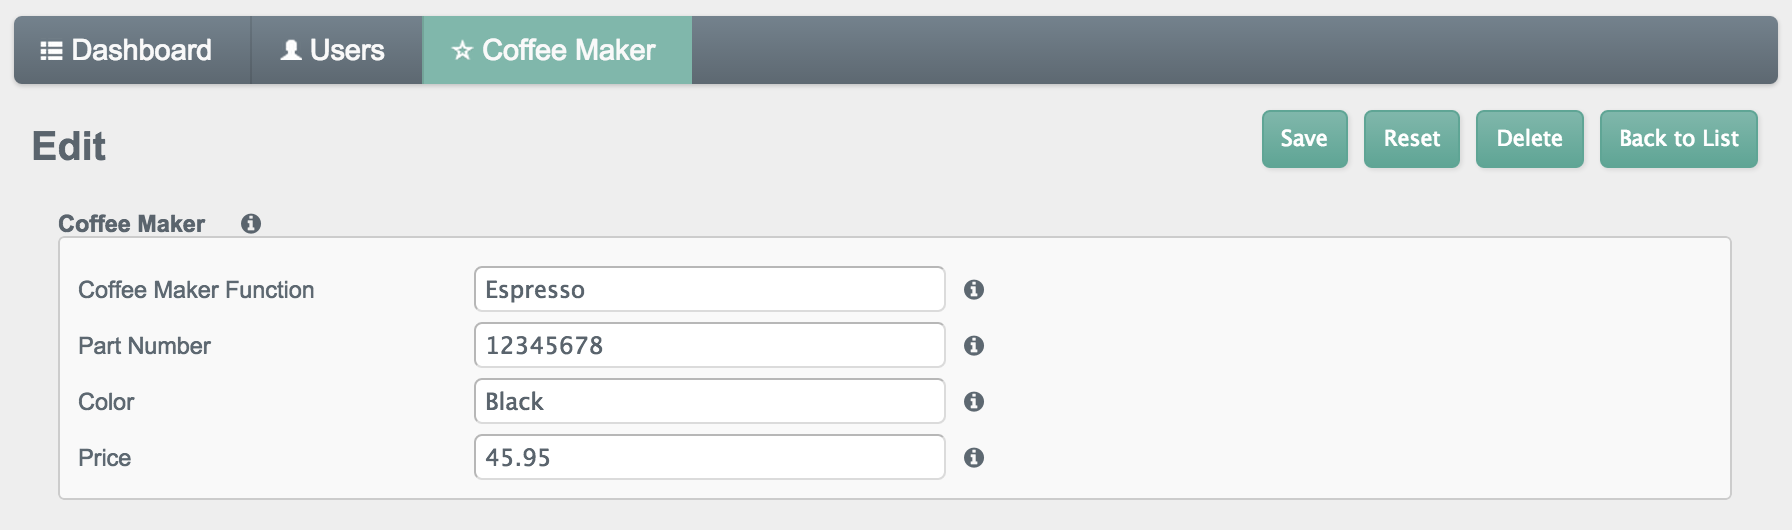 Dashboard Users Coffee Maker
Edit Save Reset Delete Back to List
Coffee Maker
Coffee Maker Function Espresso
Part Number 12345678
Color Black
Price 45.95